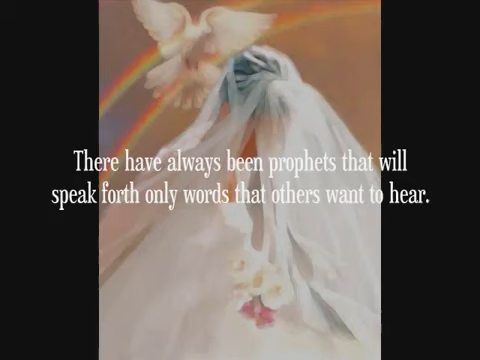 There have always been prophets that will
speak forth only words that others want to hear.